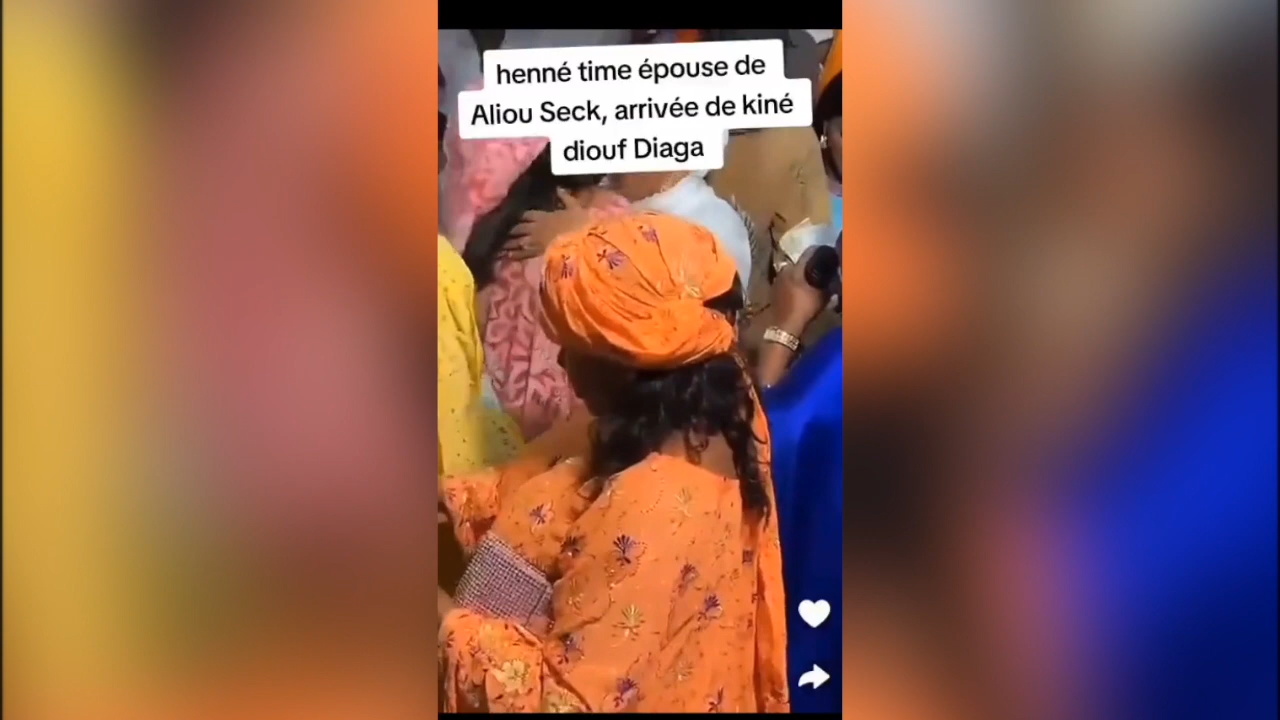 henné time épouse de
Aliou Seck, arrivée de kiné
diouf Diaga